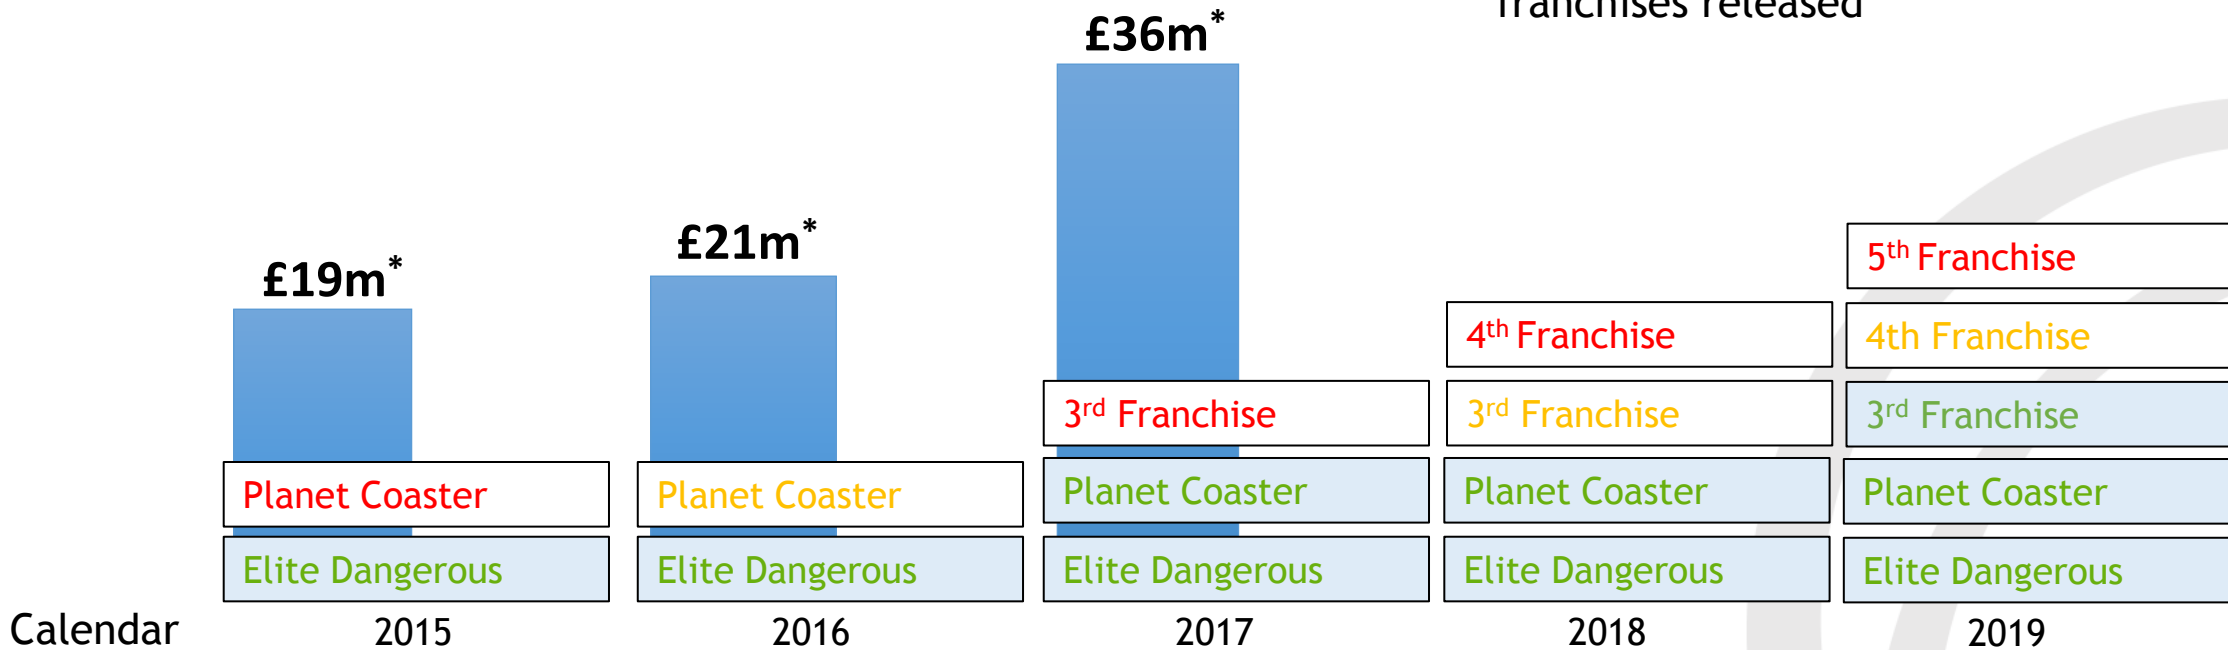 franchises released
£36m*
£21m*
£19m*
5th Franchise
4th Franchise
4th Franchise
3rd Franchise
3rd Franchise
3rd Franchise
Planet Coaster
Planet Coaster
Planet Coaster
Planet Coaster
Planet Coaster
Elite Dangerous
Elite Dangerous
Elite Dangerous
Elite Dangerous
Elite Dangerous
Calendar
2015
2016
2017
2018
2019